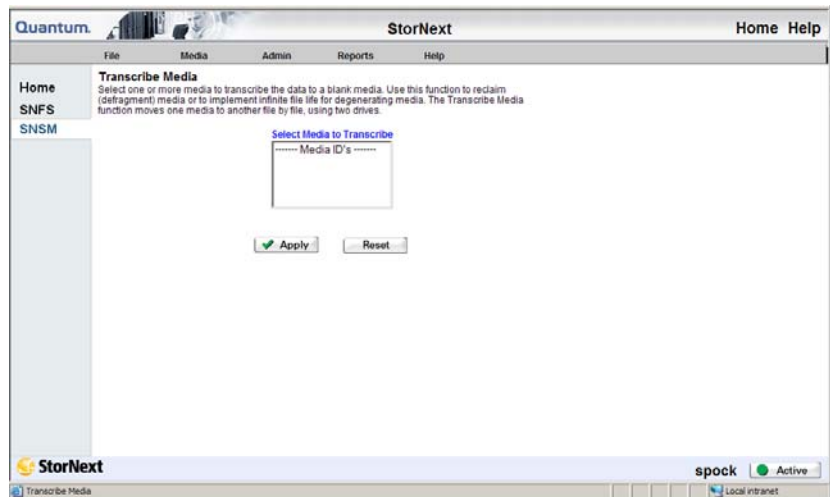 Quantum.
StorNext
Home Help
File Media Admin Reports Help
Home
SNFS
SNSM
Transcribe Media
Select one or more media to transcribe the data to a blank media. Use this function to reclaim
(defragment) media or to implement infinite file life for degenerating media. The Transcribe Media
function moves one media to another file by file, using two drives.
Select Media to Transcribe
------- Media ID's -------
Apply Reset
StorNext
spock Active
Transcribe Media
Local intranet